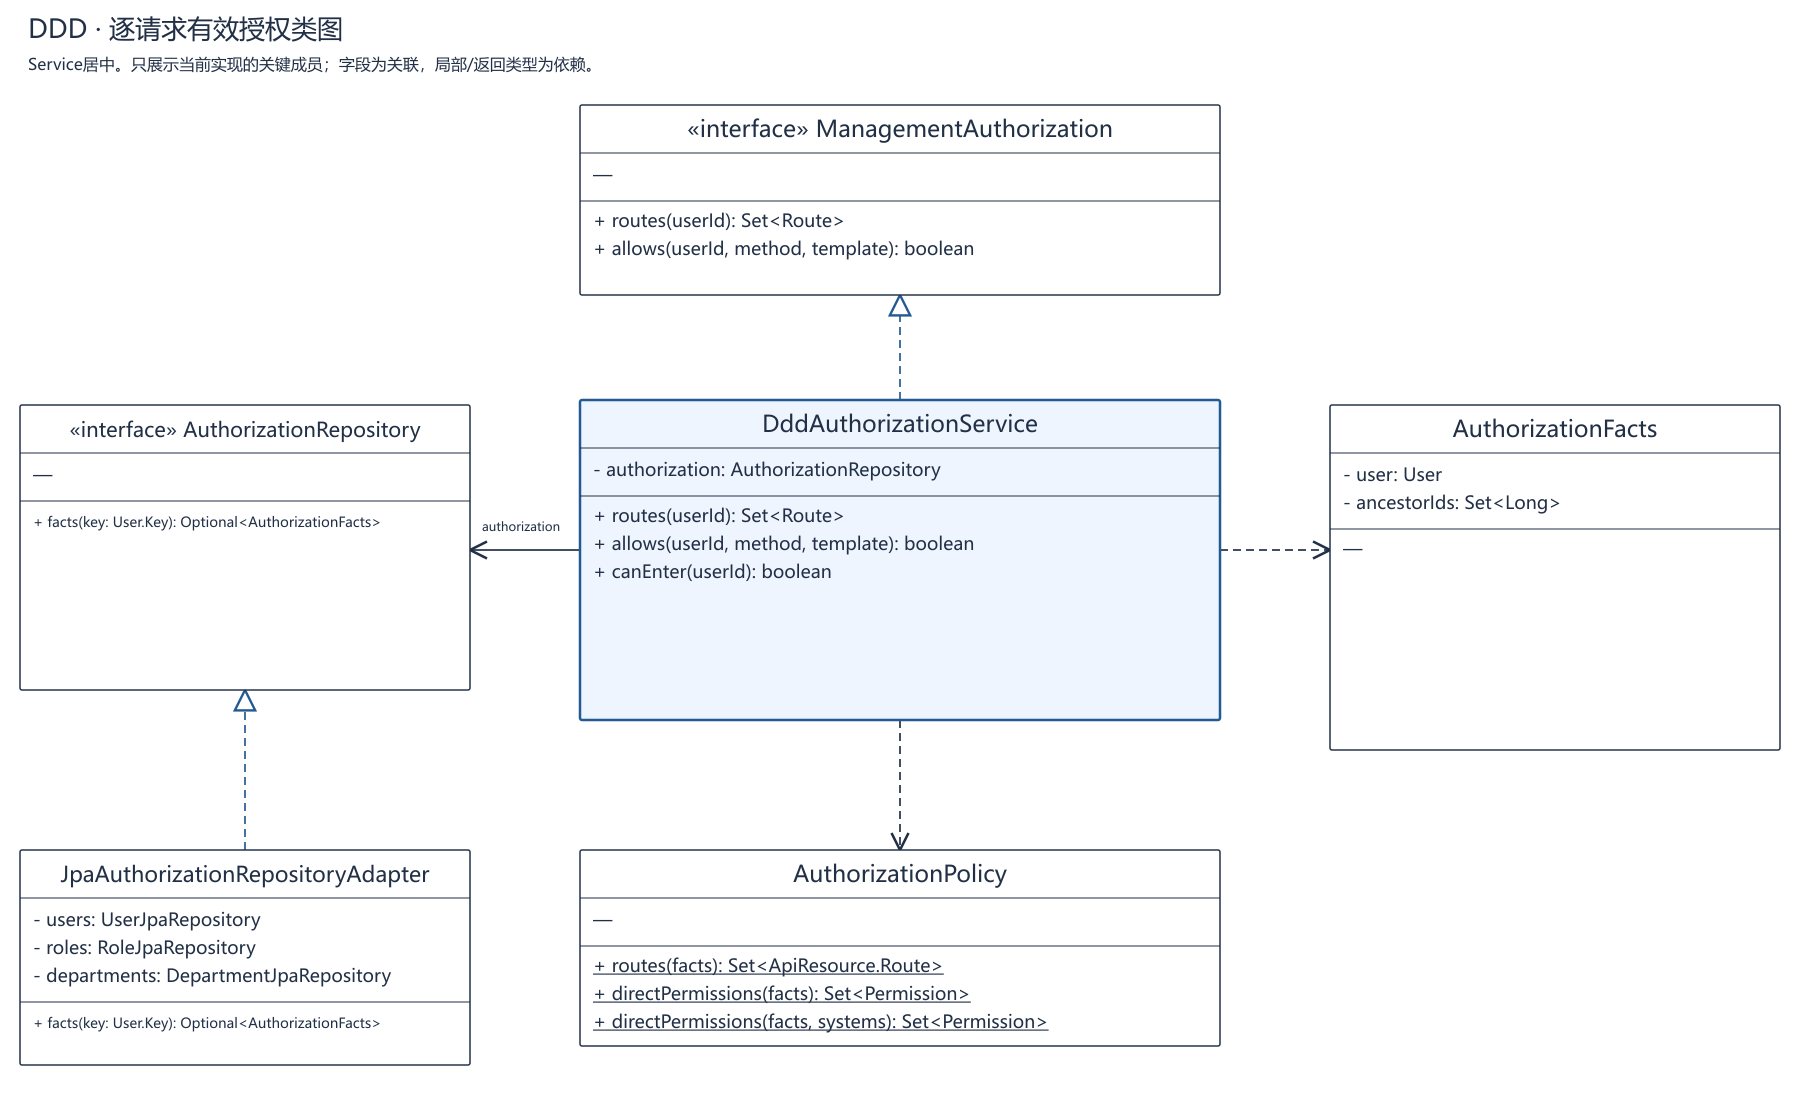 DDD · 逐请求有效授权类图
Service居中。只展示当前实现的关键成员；字段为关联，局部/返回类型为依赖。
«interface» ManagementAuthorization
—
+ routes(userId): Set<Route>
+ allows(userId, method, template): boolean
«interface» AuthorizationRepository
—
+ facts(key: User.Key): Optional<AuthorizationFacts>
authorization
DddAuthorizationService
- authorization: AuthorizationRepository
+ routes(userId): Set<Route>
+ allows(userId, method, template): boolean
+ canEnter(userId): boolean
AuthorizationFacts
- user: User
- ancestorIds: Set<Long>
—
JpaAuthorizationRepositoryAdapter
- users: UserJpaRepository
- roles: RoleJpaRepository
- departments: DepartmentJpaRepository
+ facts(key: User.Key): Optional<AuthorizationFacts>
AuthorizationPolicy
—
+ routes(facts): Set<ApiResource.Route>
+ directPermissions(facts): Set<Permission>
+ directPermissions(facts, systems): Set<Permission>